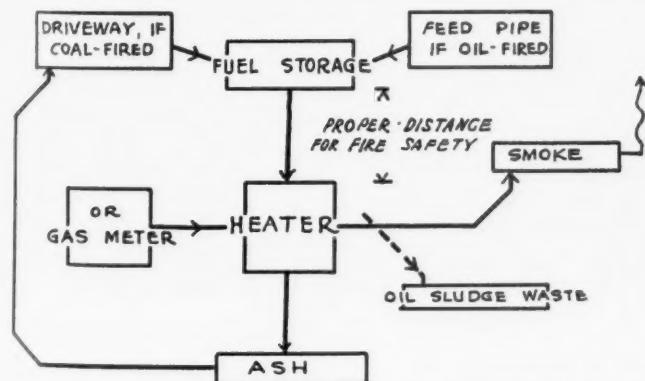 DRIVEWAY, IF
COAL-FIRED
FEED PIPE
IF OIL-FIRED
FUEL STORAGE
PROPER DISTANCE
FOR FIRE SAFETY
SMOKE
OR
GAS METER
HEATER
OIL SLUDGE WASTE
ASH